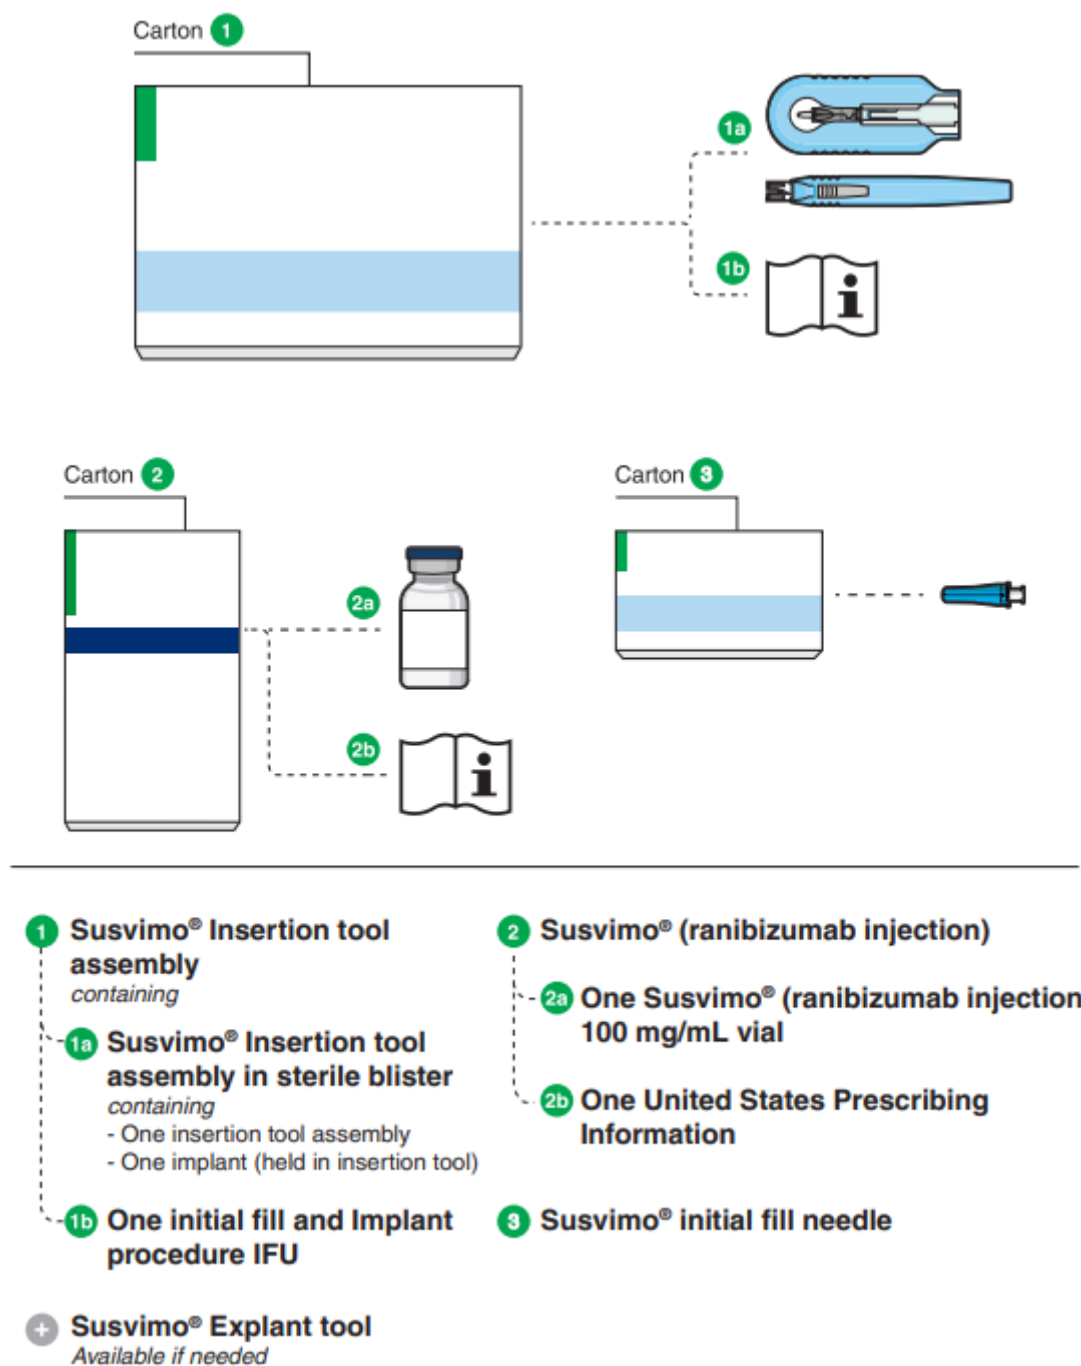 Carton 1
1a
1b
Carton 2
Carton 3
2a
2b
1 Susvimo® Insertion tool
assembly
containing
1a Susvimo® Insertion tool
assembly in sterile blister
containing
- One insertion tool assembly
- One implant (held in insertion tool)
1b One initial fill and Implant
procedure IFU
+ Susvimo® Explant tool
Available if needed
2 Susvimo® (ranibizumab injection)
2a One Susvimo® (ranibizumab injection
100 mg/mL vial
2b One United States Prescribing
Information
3 Susvimo® initial fill needle